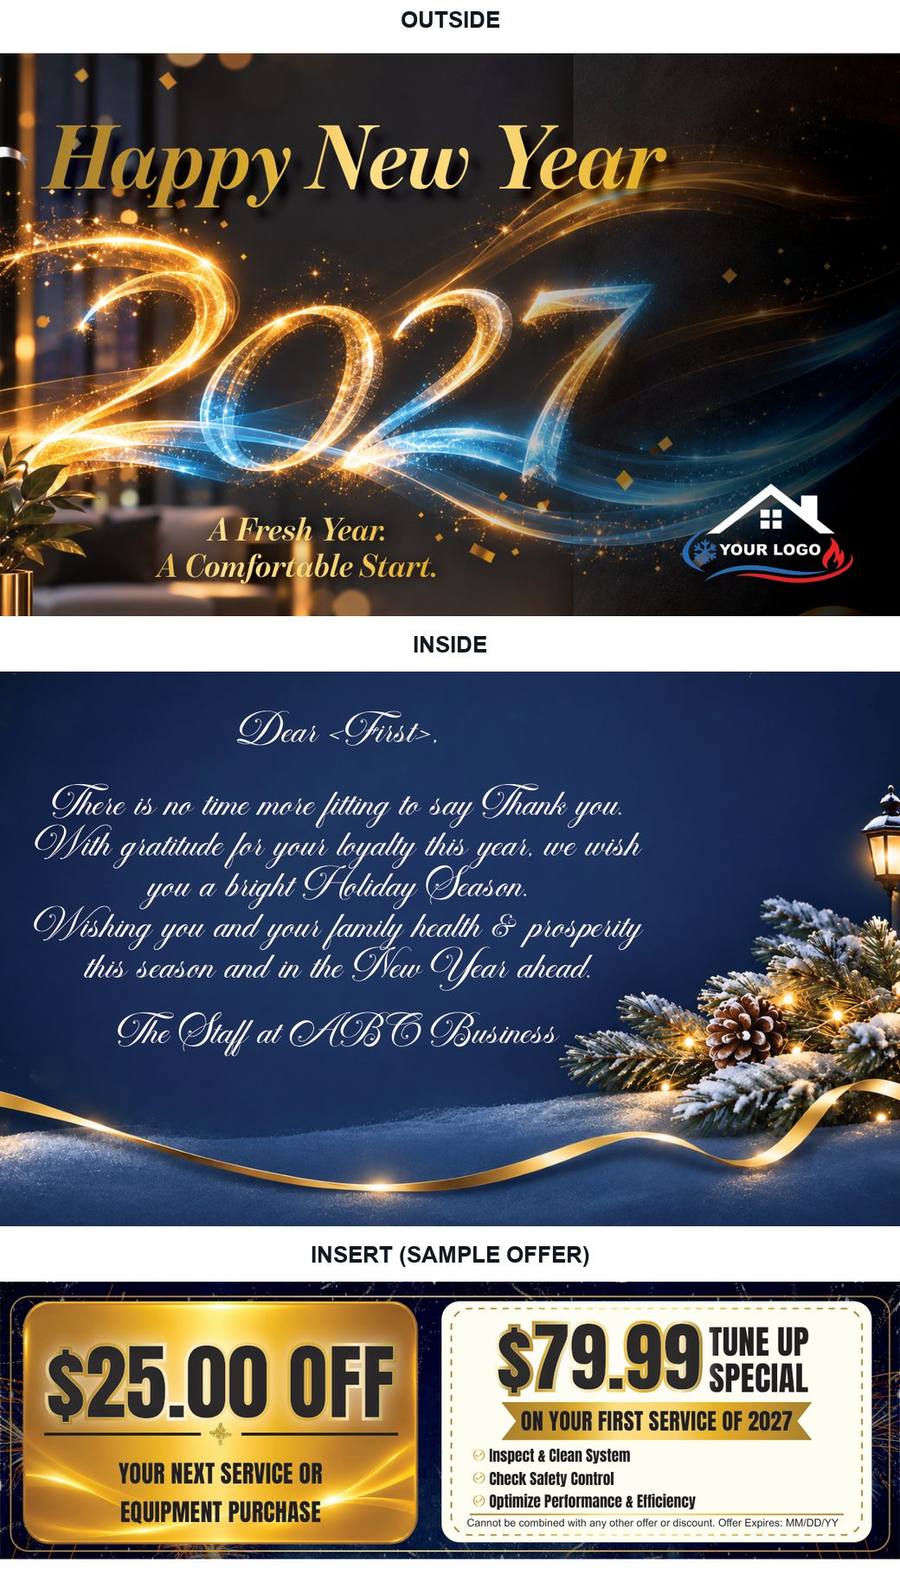 OUTSIDE
Happy New Year
2027
A Fresh Year.
A Comfortable Start.
YOUR LOGO
INSIDE
Dear <First>,
There is no time more fitting to say Thank you.
With gratitude for your loyalty this year, we wish
you a bright Holiday Season.
Wishing you and your family health & prosperity
this season and in the New Year ahead.
The Staff at ABC Business
INSERT (SAMPLE OFFER)
$25.00 OFF
YOUR NEXT SERVICE OR
EQUIPMENT PURCHASE
$79.99 TUNE UP
SPECIAL
ON YOUR FIRST SERVICE OF 2027
Inspect & Clean System
Check Safety Control
Optimize Performance & Efficiency
Cannot be combined with any other offer or discount. Offer Expires: MM/DD/YY